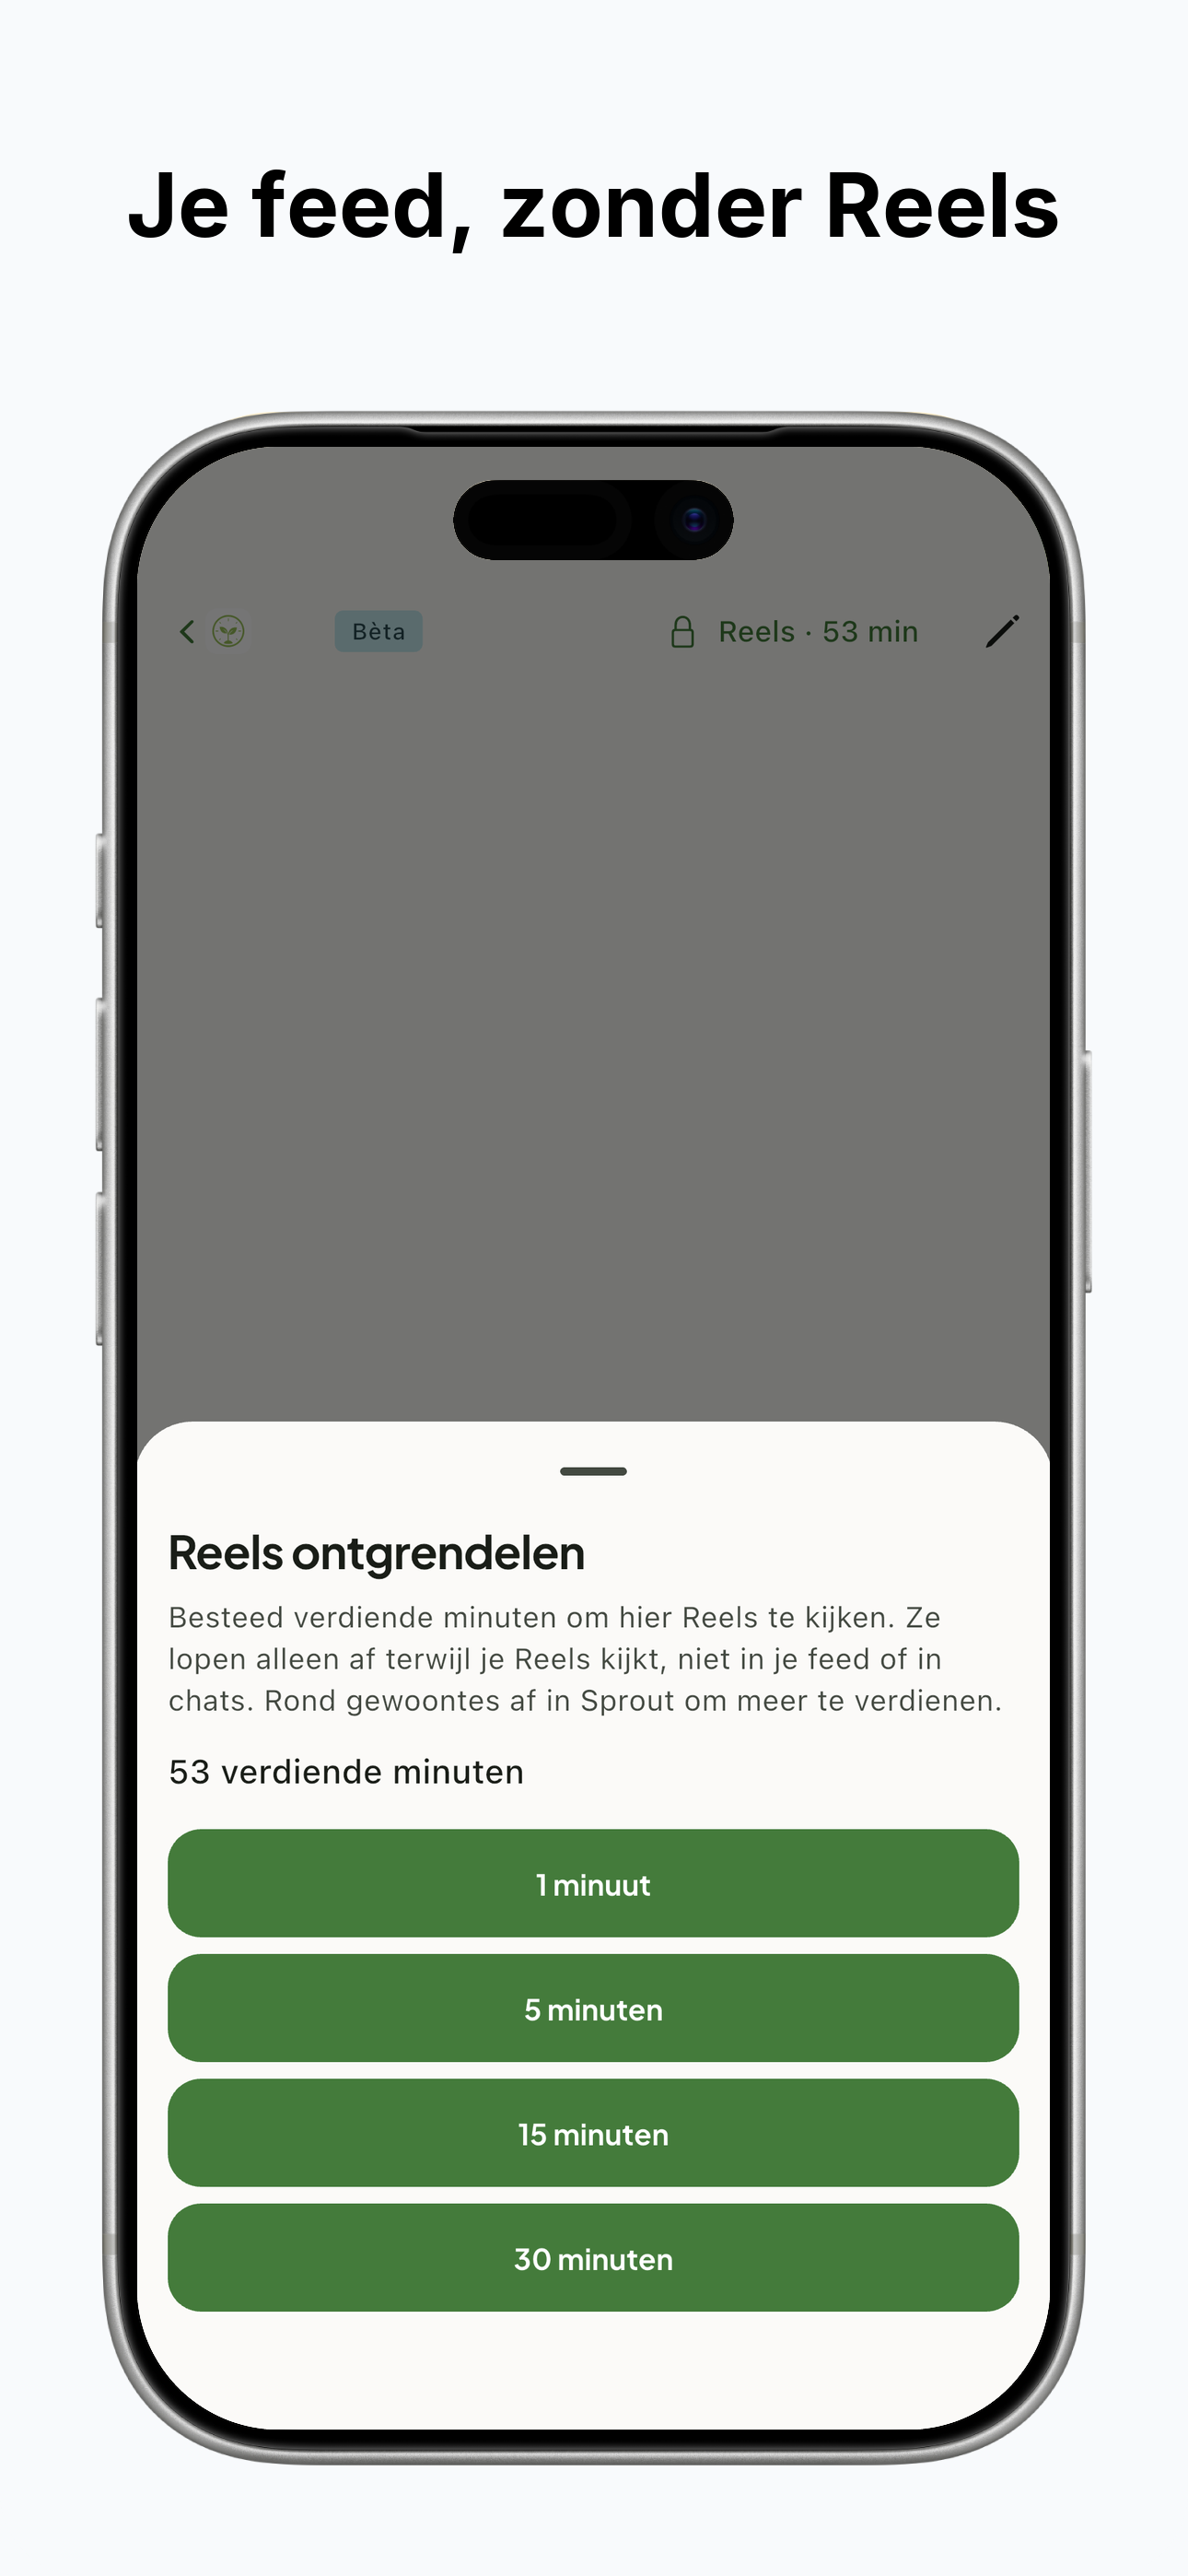 Je feed, zonder Reels
Bèta
Reels · 53 min
Reels ontgrendelen
Besteed verdiende minuten om hier Reels te kijken. Ze
lopen alleen af terwijl je Reels kijkt, niet in je feed of in
chats. Rond gewoontes af in Sprout om meer te verdienen.
53 verdiende minuten
1 minuut
5 minuten
15 minuten
30 minuten